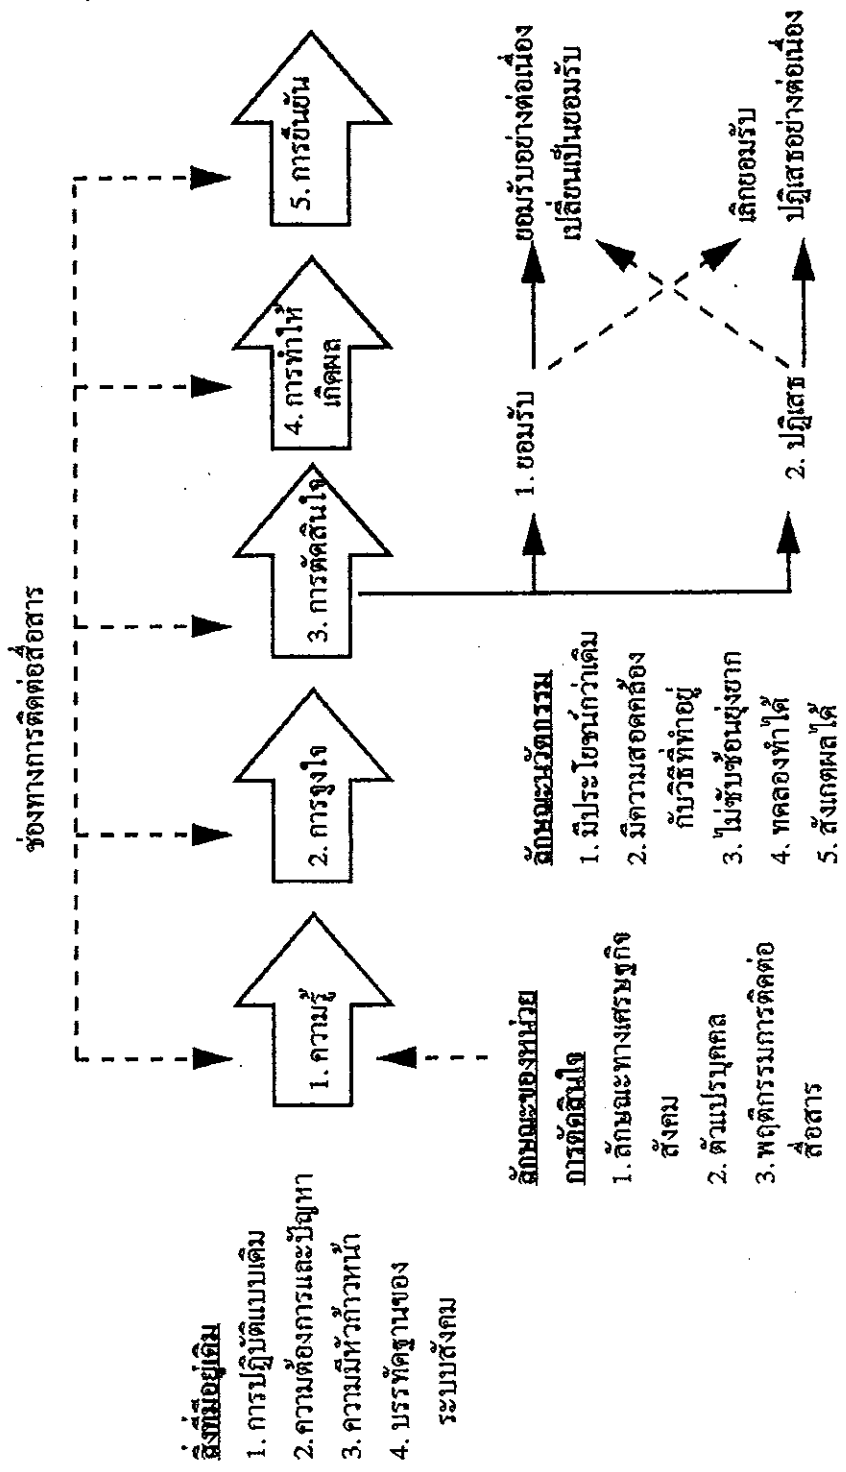 ช่องทางการติดต่อสื่อสาร
สิ่งที่มีอยู่เดิม
1. การปฏิบัติแบบเดิม
2. ความต้องการและปัญหา
3. ความมีหัวก้าวหน้า
4. บรรทัดฐานของ
ระบบสังคม
1. ความรู้
2. การจูงใจ
3. การตัดสินใจ
4. การทำให้
เกิดผล
5. การยืนยัน
ลักษณะของหน่วย
การตัดสินใจ
1. ลักษณะทางเศรษฐกิจ
สังคม
2. ตัวแปรบุคคล
3. พฤติกรรมการติดต่อ
สื่อสาร
ลักษณะนวัตกรรม
1. มีประโยชน์กว่าเดิม
2. มีความสอดคล้อง
กับวิธีที่ทำอยู่
3. ไม่ซับซ้อนยุ่งยาก
4. ทดลองทำได้
5. สังเกตผลได้
1. ยอมรับ
2. ปฏิเสธ
ยอมรับอย่างต่อเนื่อง
เปลี่ยนเป็นยอมรับ
เลิกยอมรับ
ปฏิเสธอย่างต่อเนื่อง